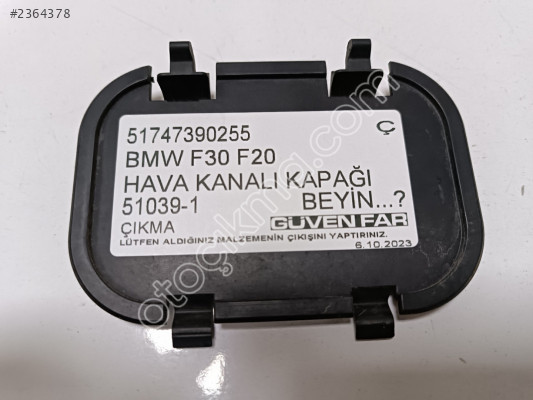 #2364378
51747390255
Ç
BMW F30 F20
HAVA KANALI KAPAĞI
51039-1 BEYİN...?
ÇIKMA GÜVEN FAR
LÜTFEN ALDIĞINIZ MALZEMENİN ÇIKIŞINI YAPTIRINIZ.
6.10.2023
otoçıkma.com